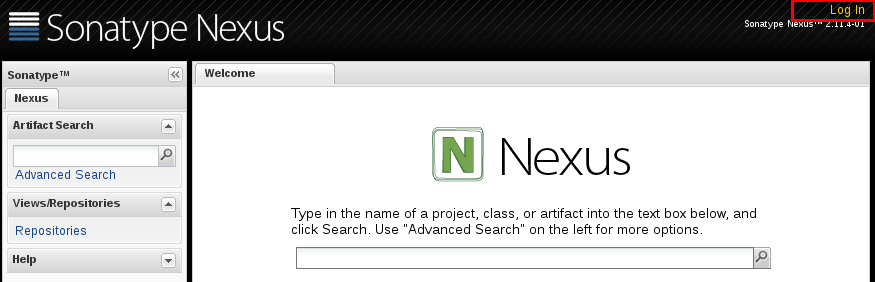 Sonatype Nexus
Log In
Sonatype Nexus™ 2.11.4-01
Sonatype™
Nexus
Artifact Search
Advanced Search
Views/Repositories
Repositories
Help
Welcome
N Nexus
Type in the name of a project, class, or artifact into the text box below, and
click Search. Use "Advanced Search" on the left for more options.